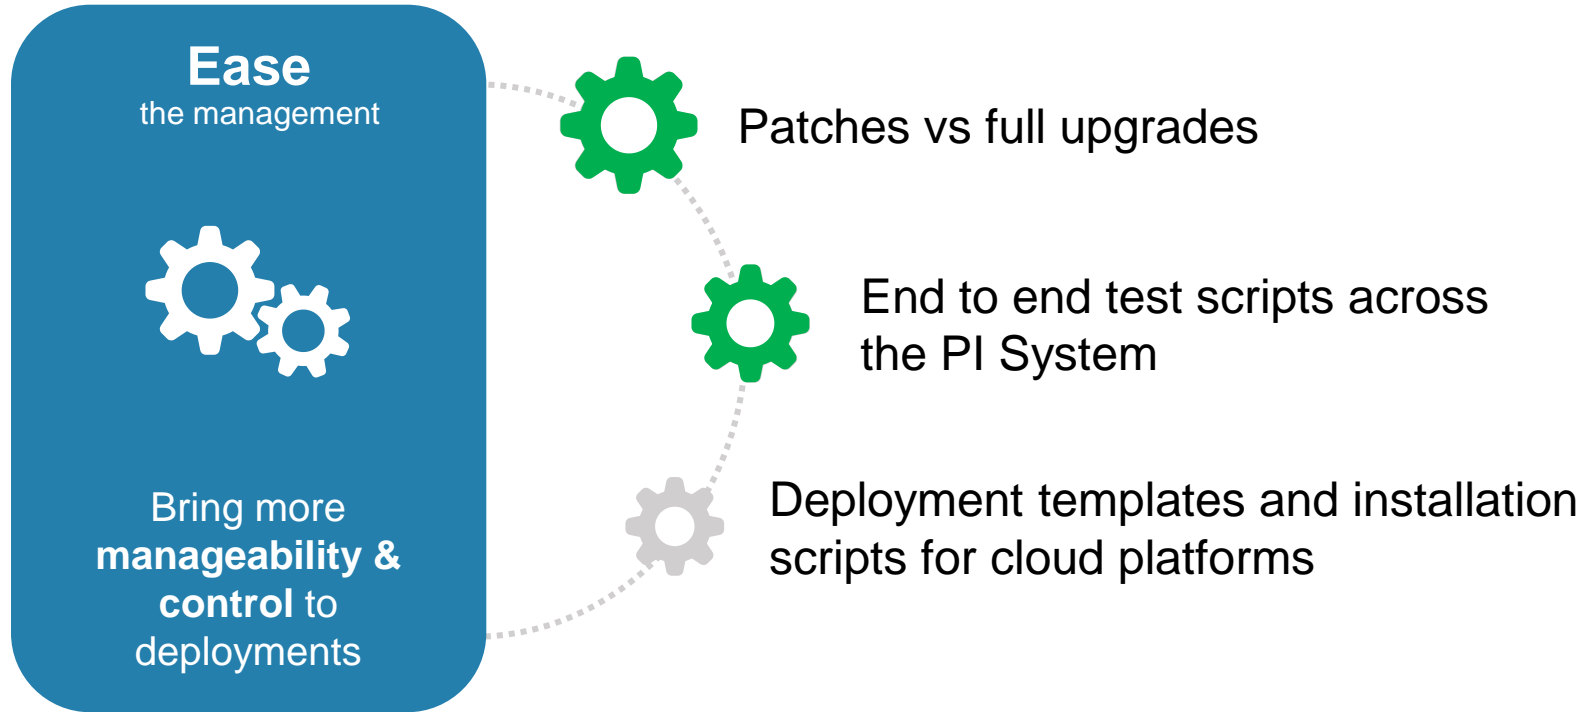 Ease
the management
Bring more
manageability &
control to
deployments
Patches vs full upgrades
End to end test scripts across
the PI System
Deployment templates and installation
scripts for cloud platforms